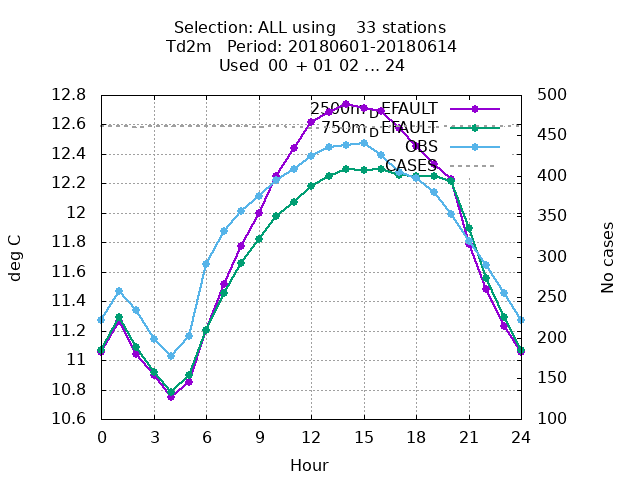 Selection: ALL using    33 stations
Td2m   Period: 20180601-20180614
Used  00 + 01 02 ... 24
12.8
12.6
12.4
12.2
12
11.8
11.6
11.4
11.2
11
10.8
10.6
deg C
500
450
400
350
300
250
200
150
100
No cases
2500m_DEFAULT
750m_DEFAULT
OBS
CASES
0 3 6 9 12 15 18 21 24
Hour